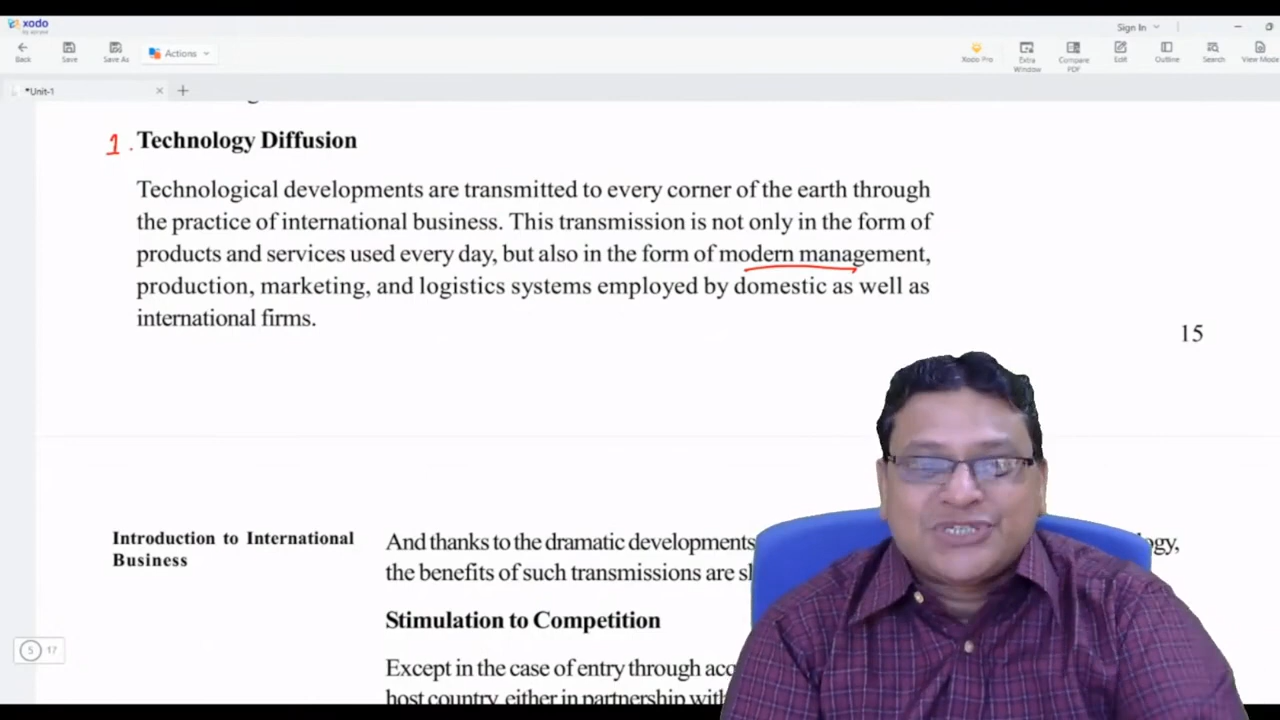 xodo
Sign In
Back
Save
Save As
Actions
Xodo Pro
Extra
Window
Compare
PDF
Edit
Outline
Search
View Mode
*Unit-1
1. Technology Diffusion
Technological developments are transmitted to every corner of the earth through
the practice of international business. This transmission is not only in the form of
products and services used every day, but also in the form of modern management,
production, marketing, and logistics systems employed by domestic as well as
international firms.
15
Introduction to International
Business
And thanks to the dramatic developments
the benefits of such transmissions are
Stimulation to Competition
Except in the case of entry through
host country, either in partnership with
5 17